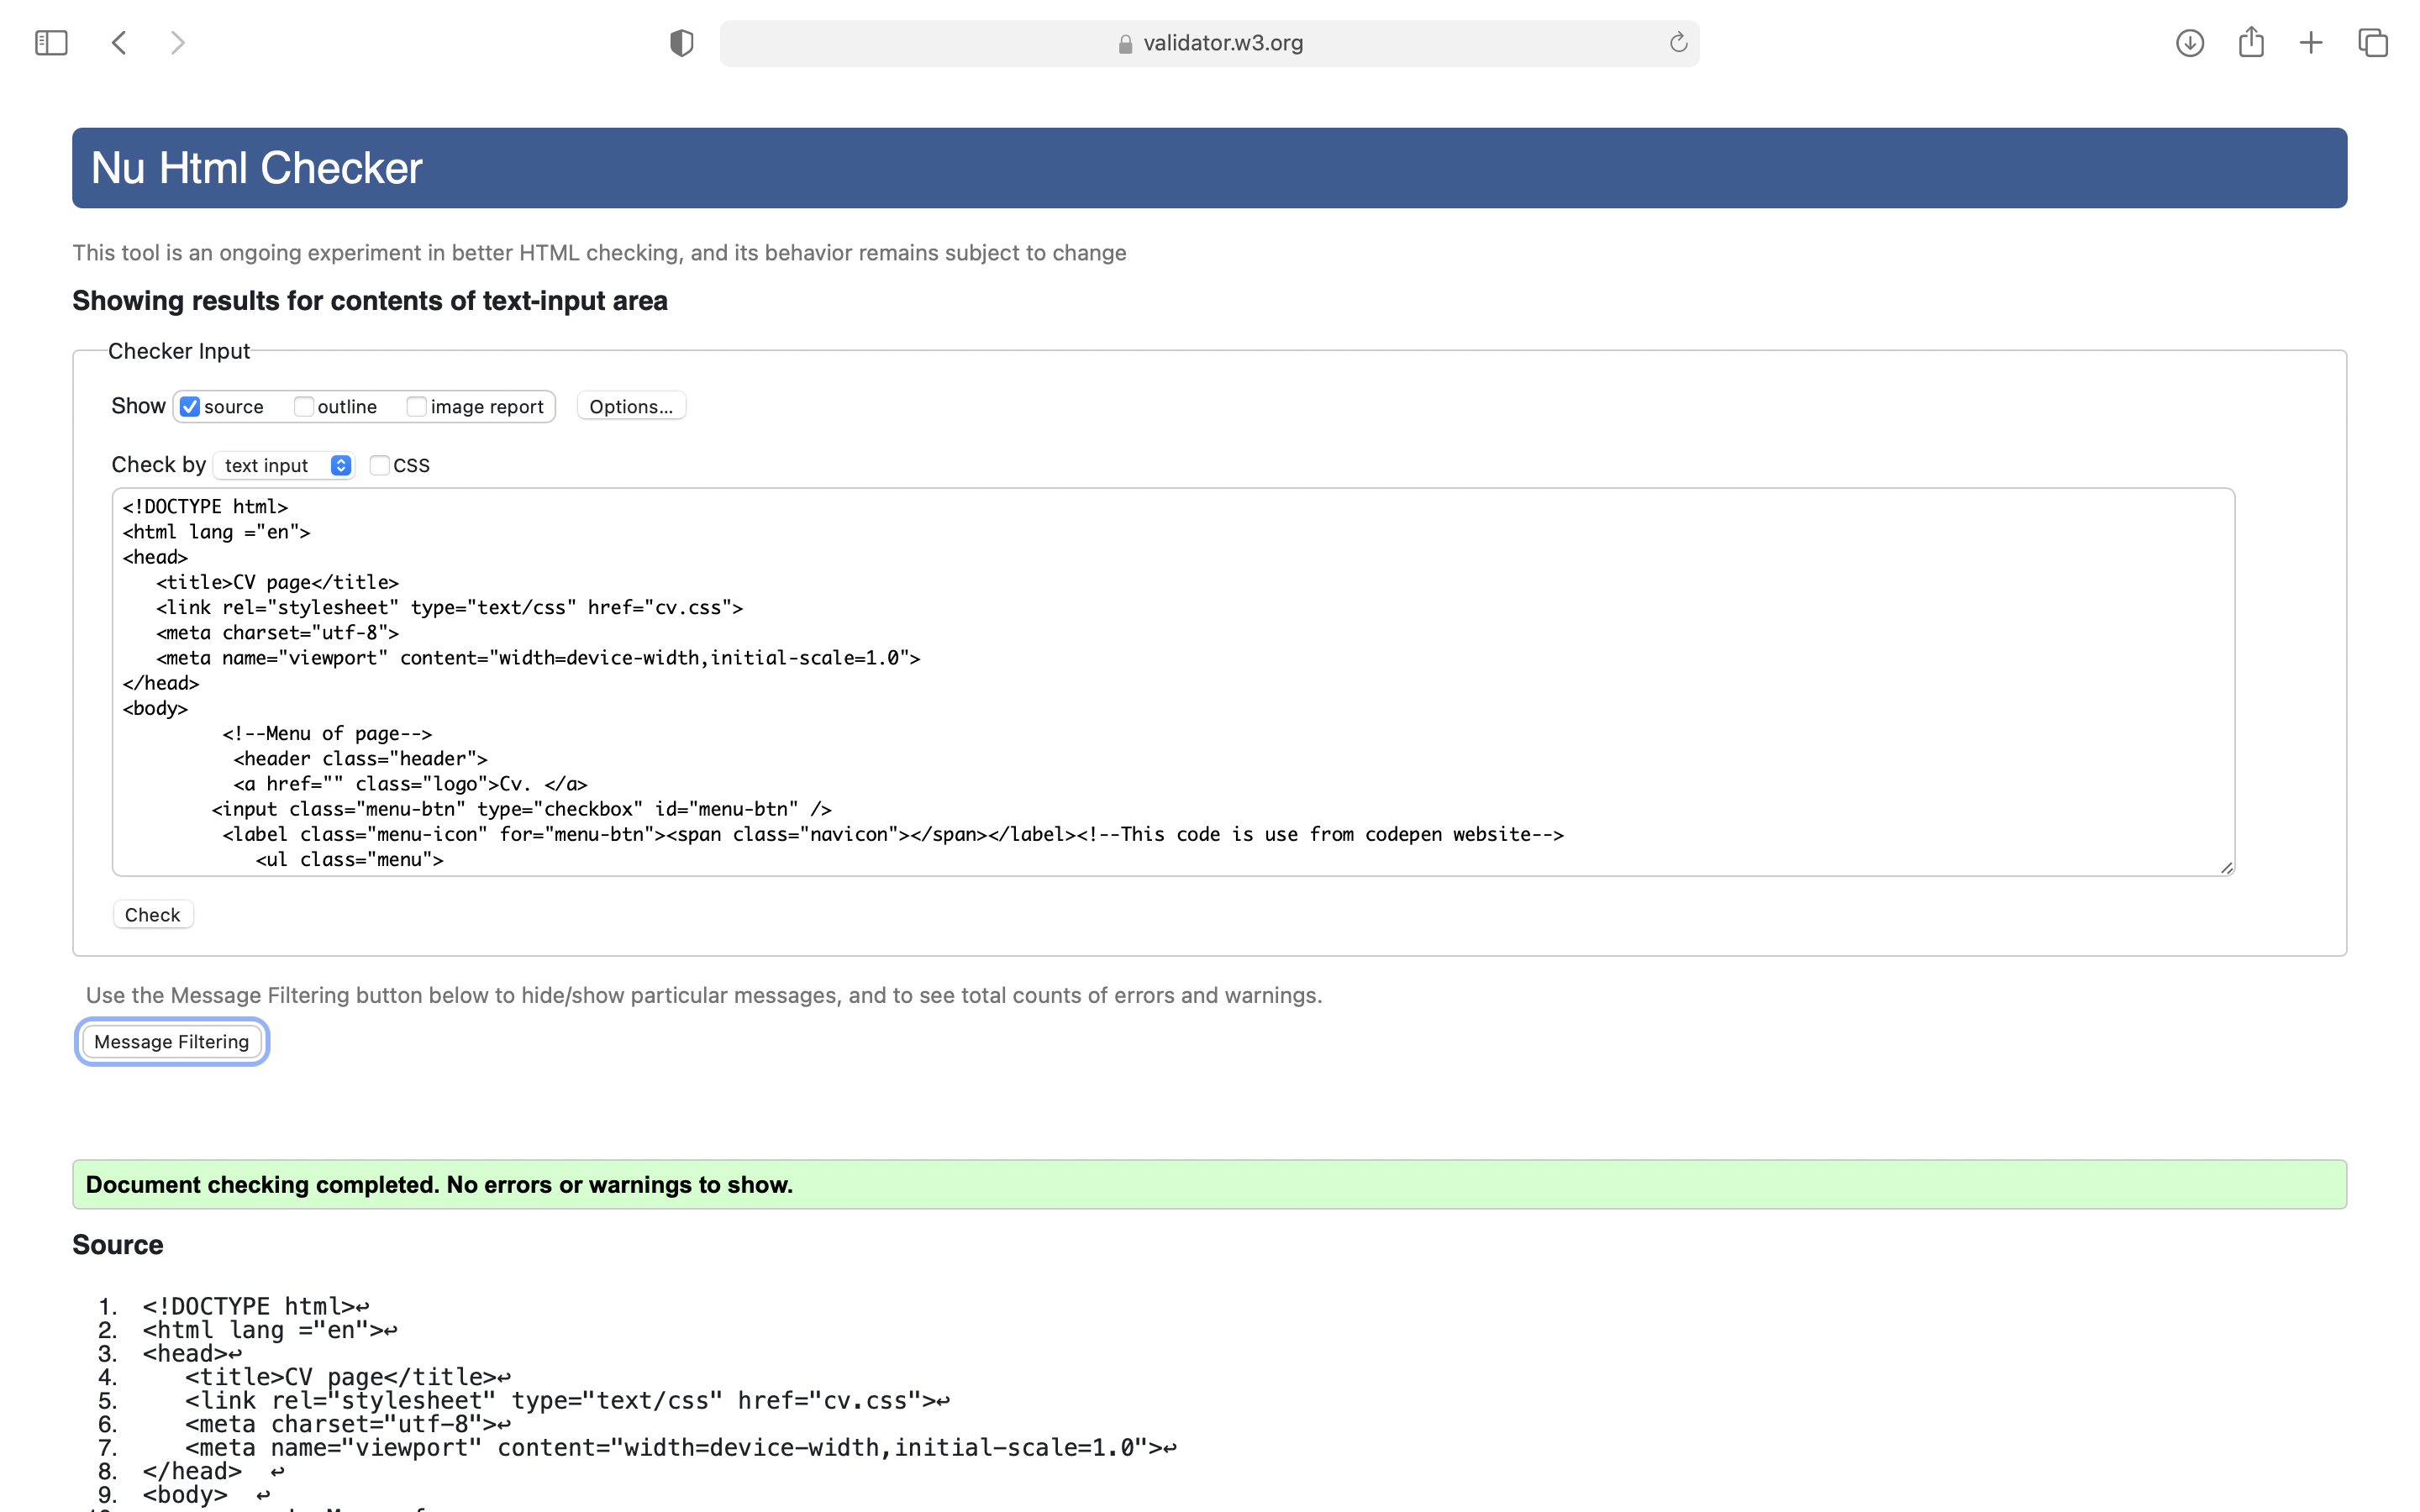 validator.w3.org
Nu Html Checker
This tool is an ongoing experiment in better HTML checking, and its behavior remains subject to change
Showing results for contents of text-input area
Checker Input
Show source outline image report Options...
Check by text input CSS
<!DOCTYPE html>
<html lang ="en">
<head>
   <title>CV page</title>
   <link rel="stylesheet" type="text/css" href="cv.css">
   <meta charset="utf-8">
   <meta name="viewport" content="width=device-width,initial-scale=1.0">
</head>
<body>
         <!--Menu of page-->
          <header class="header">
          <a href="" class="logo">Cv. </a>
        <input class="menu-btn" type="checkbox" id="menu-btn" />
         <label class="menu-icon" for="menu-btn"><span class="navicon"></span></label><!--This code is use from codepen website-->
            <ul class="menu">
Check
Use the Message Filtering button below to hide/show particular messages, and to see total counts of errors and warnings.
Message Filtering
Document checking completed. No errors or warnings to show.
Source
1. <!DOCTYPE html>↩
2. <html lang ="en">↩
3. <head>↩
4.    <title>CV page</title>↩
5.    <link rel="stylesheet" type="text/css" href="cv.css">↩
6.    <meta charset="utf-8">↩
7.    <meta name="viewport" content="width=device-width,initial-scale=1.0">↩
8. </head>  ↩
9. <body>  ↩